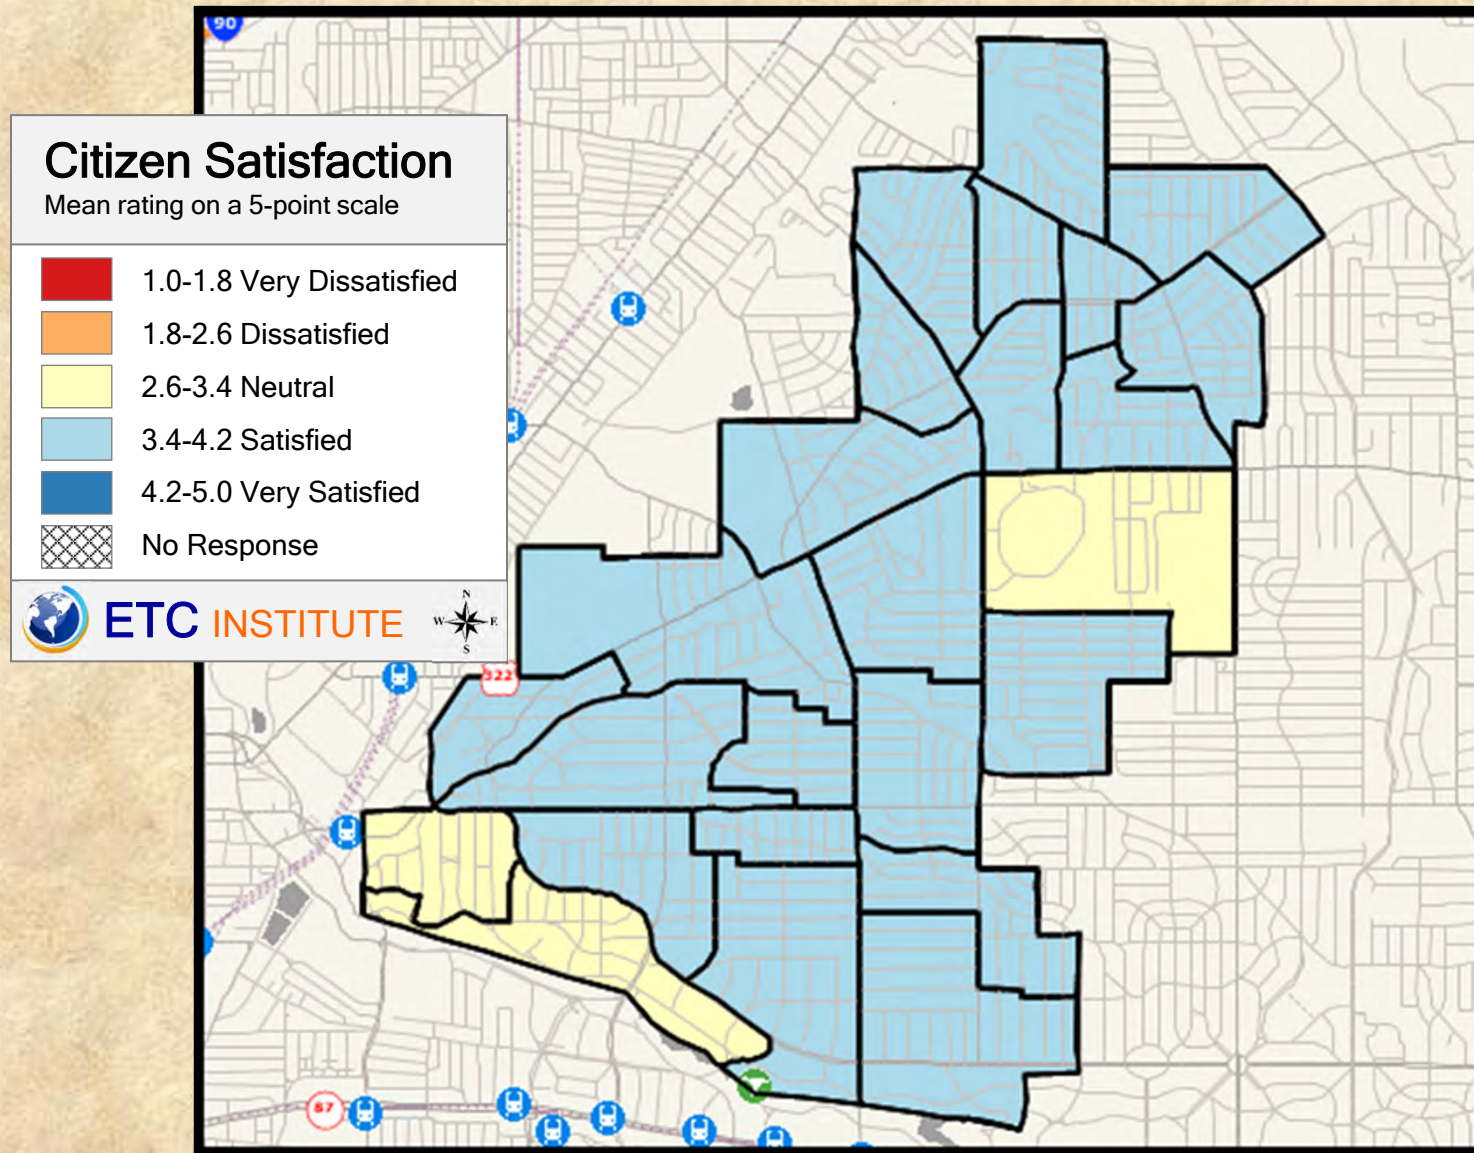 90
Citizen Satisfaction
Mean rating on a 5-point scale
1.0-1.8 Very Dissatisfied
1.8-2.6 Dissatisfied
2.6-3.4 Neutral
3.4-4.2 Satisfied
4.2-5.0 Very Satisfied
No Response
ETC INSTITUTE
N
W E
S
322
87